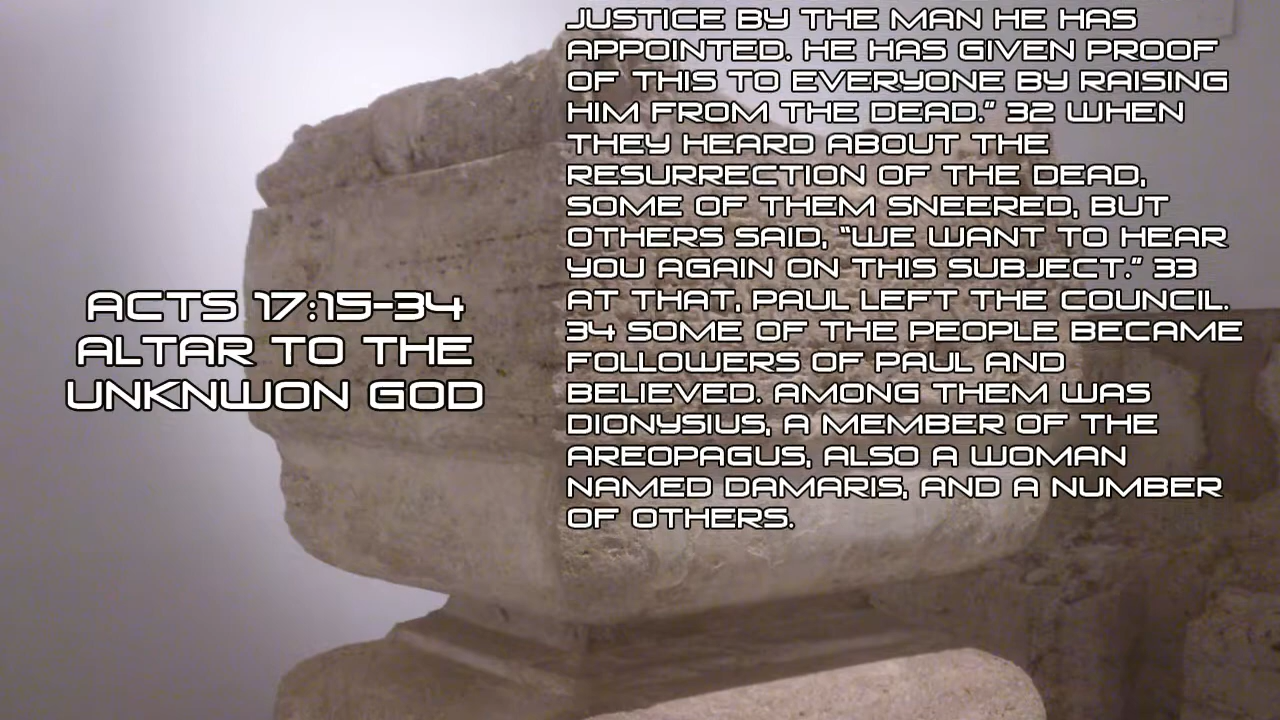 ACTS 17:15-34
ALTAR TO THE
UNKNWON GOD
JUSTICE BY THE MAN HE HAS
APPOINTED. HE HAS GIVEN PROOF
OF THIS TO EVERYONE BY RAISING
HIM FROM THE DEAD.” 32 WHEN
THEY HEARD ABOUT THE
RESURRECTION OF THE DEAD,
SOME OF THEM SNEERED, BUT
OTHERS SAID, “WE WANT TO HEAR
YOU AGAIN ON THIS SUBJECT.” 33
AT THAT, PAUL LEFT THE COUNCIL.
34 SOME OF THE PEOPLE BECAME
FOLLOWERS OF PAUL AND
BELIEVED. AMONG THEM WAS
DIONYSIUS, A MEMBER OF THE
AREOPAGUS, ALSO A WOMAN
NAMED DAMARIS, AND A NUMBER
OF OTHERS.